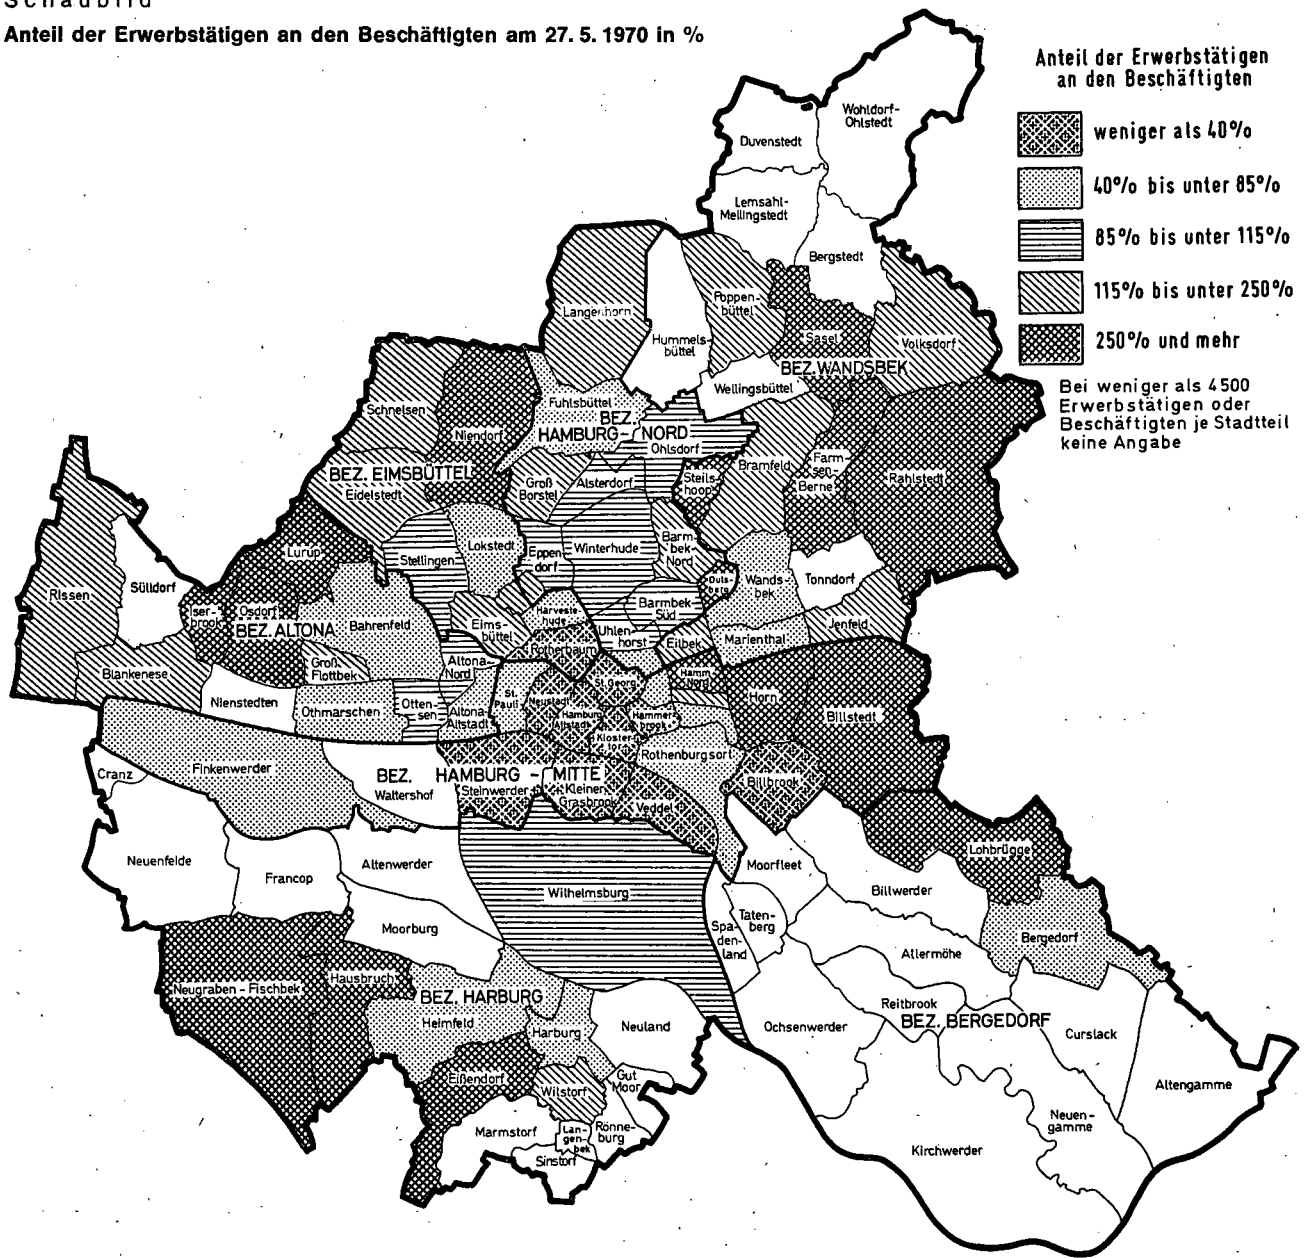 Schaubild
Anteil der Erwerbstätigen an den Beschäftigten am 27. 5. 1970 in %
Anteil der Erwerbstätigen
an den Beschäftigten
weniger als 40%
40% bis unter 85%
85% bis unter 115%
115% bis unter 250%
250% und mehr
Bei weniger als 4500
Erwerbstätigen oder
Beschäftigten je Stadtteil
keine Angabe
Wohldorf-
Ohlstedt
Duvenstedt
Lemsahl-
Mellingstedt
Bergstedt
Poppen-
büttel
Langenhorn
Hummels-
büttel
Sasel
Volksdorf
BEZ. WANDSBEK
Wellingsbüttel
Schnelsen
Niendorf
Fuhlsbüttel
BEZ.
HAMBURG-NORD
Ohlsdorf
Bramfeld
Farm-
sen-
Berne
Rahlstedt
BEZ. EIMSBÜTTEL
Eidelstedt
Groß
Borstel
Alsterdorf
Steils-
hoop
Lurup
Stellingen
Lokstedt
Eppen-
dorf
Winterhude
Barm-
bek-
Nord
Duls-
berg
Wands-
bek
Tonndorf
Rissen
Sülldorf
Iser-
brook
Osdorf
BEZ. ALTONA
Bahrenfeld
Eims-
büttel
Harveste-
hude
Rotherbaum
Uhlen-
horst
Barmbek-
Süd
Eilbek
Marienthal
Jenfeld
Blankenese
Groß
Flottbek
Altona-
Nord
St.
Pauli
Neustadt
St. Georg
Hamm
Nord
Horn
Billstedt
Nienstedten
Othmarschen
Otten-
sen
Altona-
Altstadt
Hamburg
Altstadt
Hammer-
brook
Kloster-
tor
Rothenburgsort
Cranz
Finkenwerder
BEZ. HAMBURG-MITTE
Waltershof
Steinwerder
Kleiner
Grasbrook
Veddel
Billbrook
Neuenfelde
Francop
Altenwerder
Wilhelmsburg
Moorfleet
Lohbrügge
Billwerder
Moorburg
Spa-
den-
land
Taten-
berg
Allermöhe
Bergedorf
Neugraben-Fischbek
Hausbruch
BEZ. HARBURG
Heimfeld
Harburg
Neuland
Ochsenwerder
Reitbrook
BEZ. BERGEDORF
Curslack
Eißendorf
Wilstorf
Gut
Moor
Altengamme
Marmstorf
Lan-
gen-
bek
Rönne-
burg
Sinstorf
Neuen-
gamme
Kirchwerder